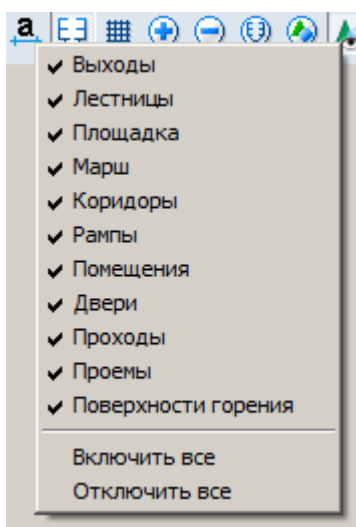 a
Выходы
Лестницы
Площадка
Марш
Коридоры
Рампы
Помещения
Двери
Проходы
Проемы
Поверхности горения
Включить все
Отключить все